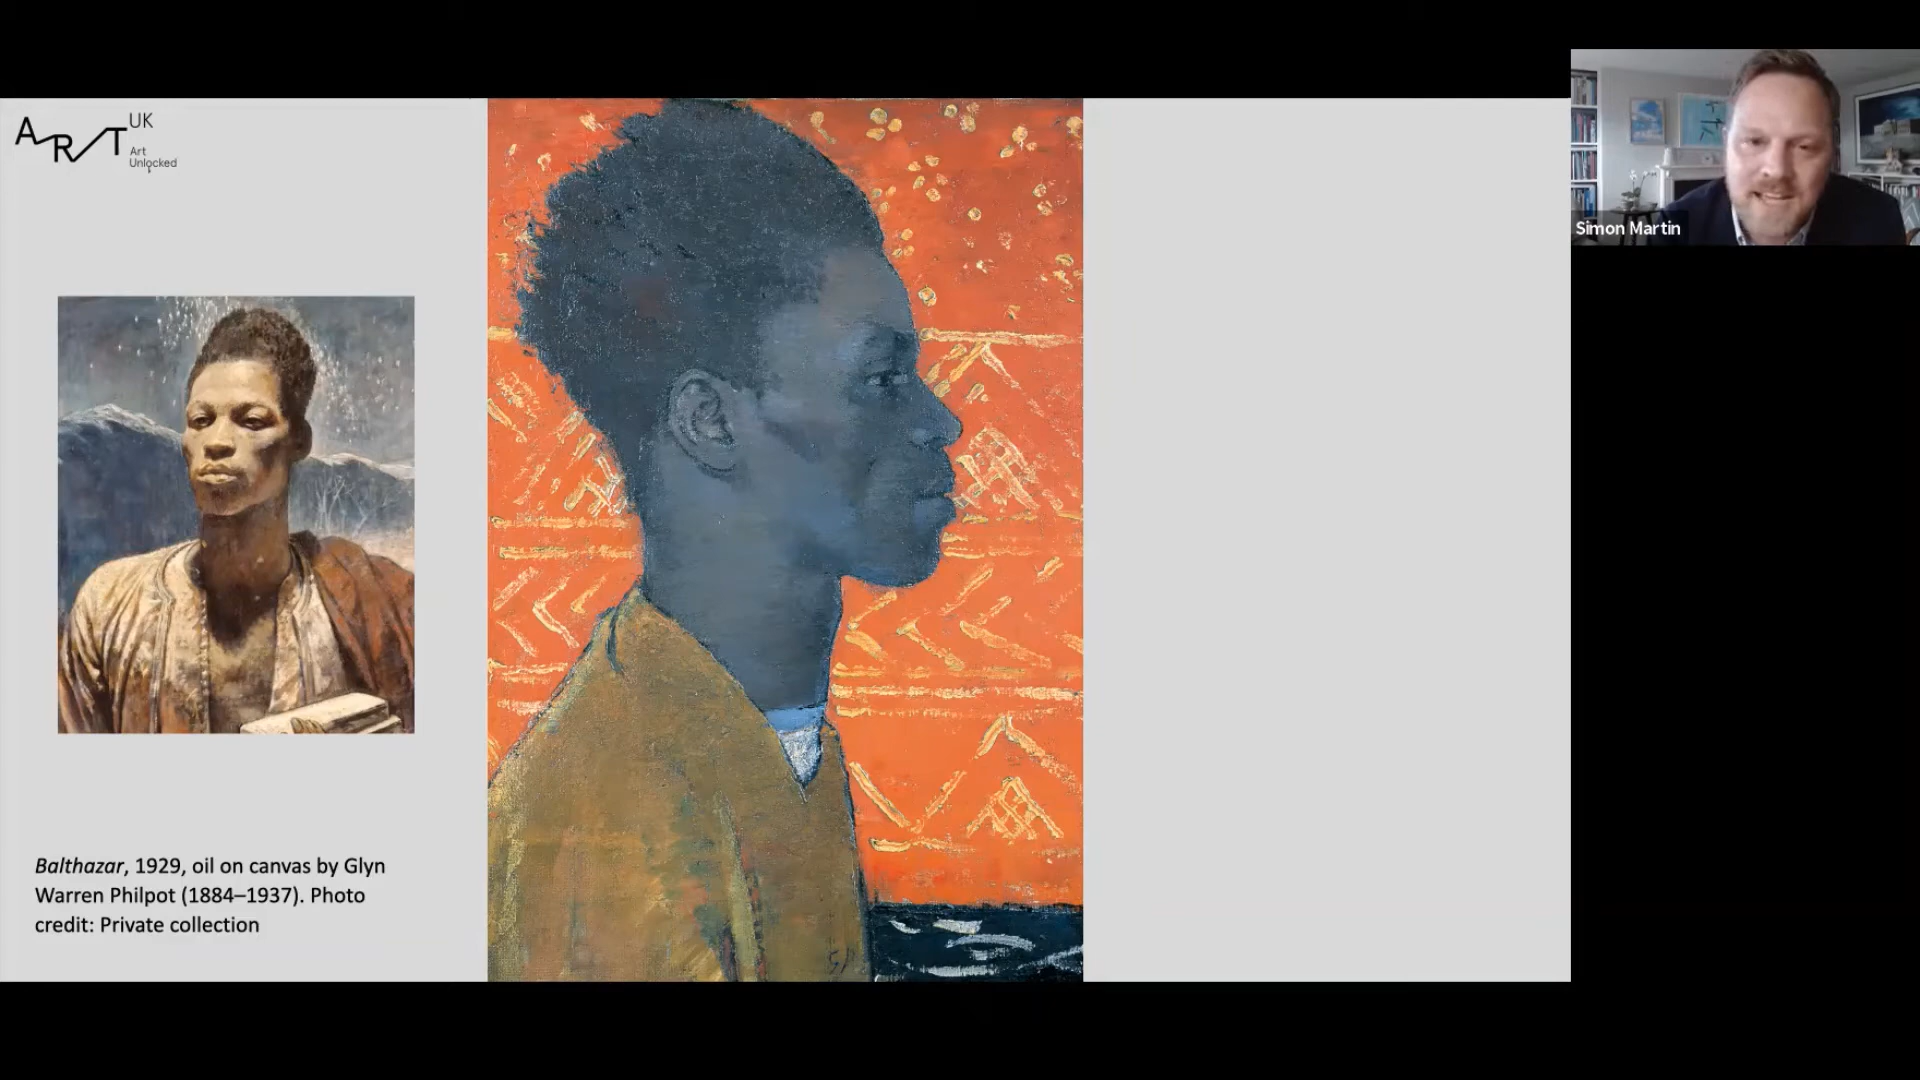 ART UK
Art
Unlocked
Simon Martin
Balthazar, 1929, oil on canvas by Glyn
Warren Philpot (1884–1937). Photo
credit: Private collection